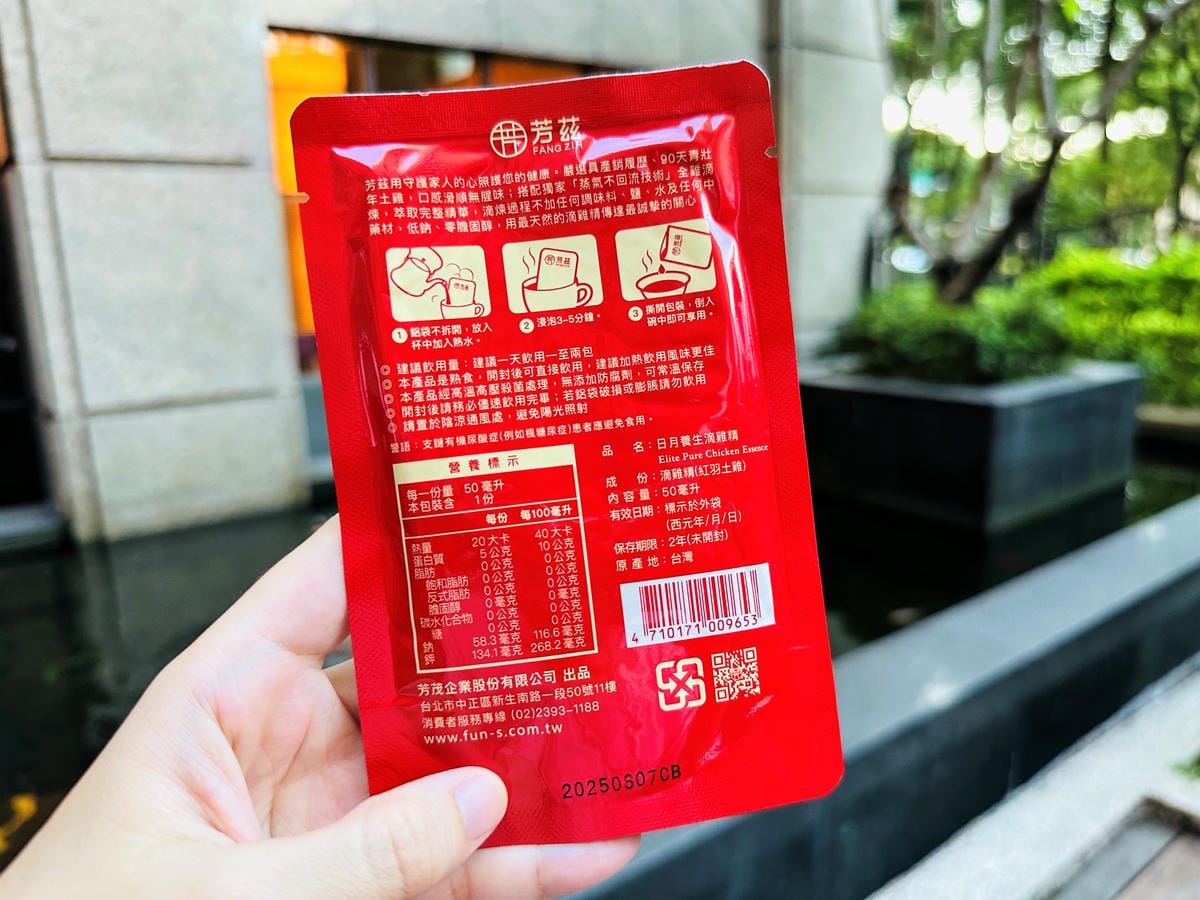 芳茲
FANG ZIH
芳茲用守護家人的心照護您的健康。嚴選具產銷履歷、90天青壯
年土雞，口感滑順無腥味；搭配獨家「蒸氣不回流技術」全雞滴
煉，萃取完整精華，滴煉過程不加任何調味料、鹽、水及任何中
藥材，低鈉、零膽固醇，用最天然的滴雞精傳達最誠摯的關心
芳茲
1 鋁袋不拆開，放入
杯中加入熱水。
2 浸泡3-5分鐘。
3 撕開包裝，倒入
碗中即可享用。
◎ 建議飲用量：建議一天飲用一至兩包
◎ 本產品是熟食，開封後可直接飲用，建議加熱飲用風味更佳
◎ 本產品經高溫高壓殺菌處理，無添加防腐劑，可常溫保存
◎ 開封後請務必儘速飲用完畢；若鋁袋破損或膨脹請勿飲用
◎ 請置於陰涼通風處，避免陽光照射
警語：支鏈有機尿酸症(例如楓糖尿症)患者應避免食用。
營養標示
每一份量 50毫升
本包裝含 1份
每份 每100毫升
熱量 20大卡 40大卡
蛋白質 5公克 10公克
脂肪 0公克 0公克
飽和脂肪 0公克 0公克
反式脂肪 0公克 0公克
膽固醇 0毫克 0毫克
碳水化合物 0公克 0公克
糖 0公克 0公克
鈉 58.3毫克 116.6毫克
鉀 134.1毫克 268.2毫克
品 名：日月養生滴雞精
Elite Pure Chicken Essence
成 份：滴雞精(紅羽土雞)
內容量：50毫升
有效日期：標示於外袋
(西元年/月/日)
保存期限：2年(未開封)
原產地：台灣
4 710171 009653
芳茂企業股份有限公司 出品
台北市中正區新生南路一段50號11樓
消費者服務專線 (02)2393-1188
www.fun-s.com.tw
20250607CB